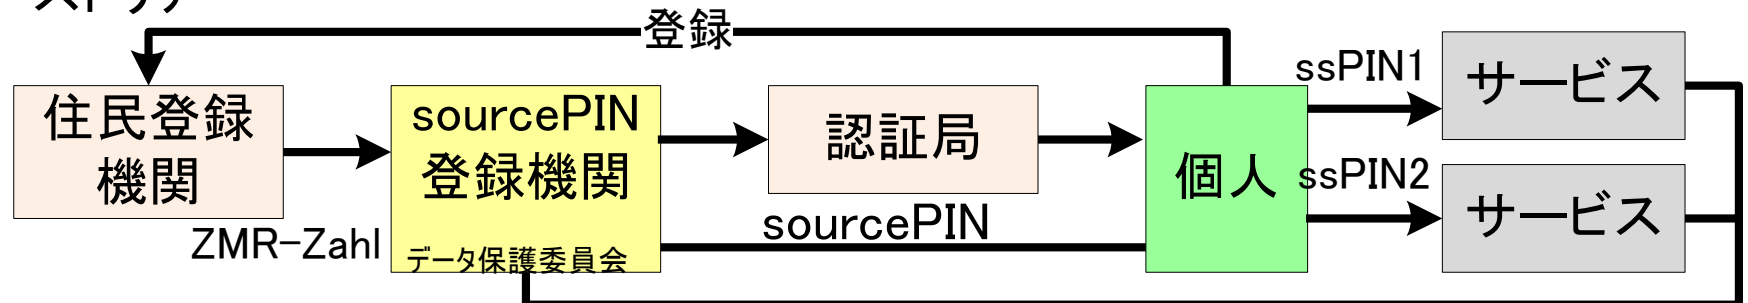 登録
住民登録
機関
ZMR-Zahl
sourcePIN
登録機関
データ保護委員会
認証局
sourcePIN
個人
ssPIN1
サービス
ssPIN2
サービス